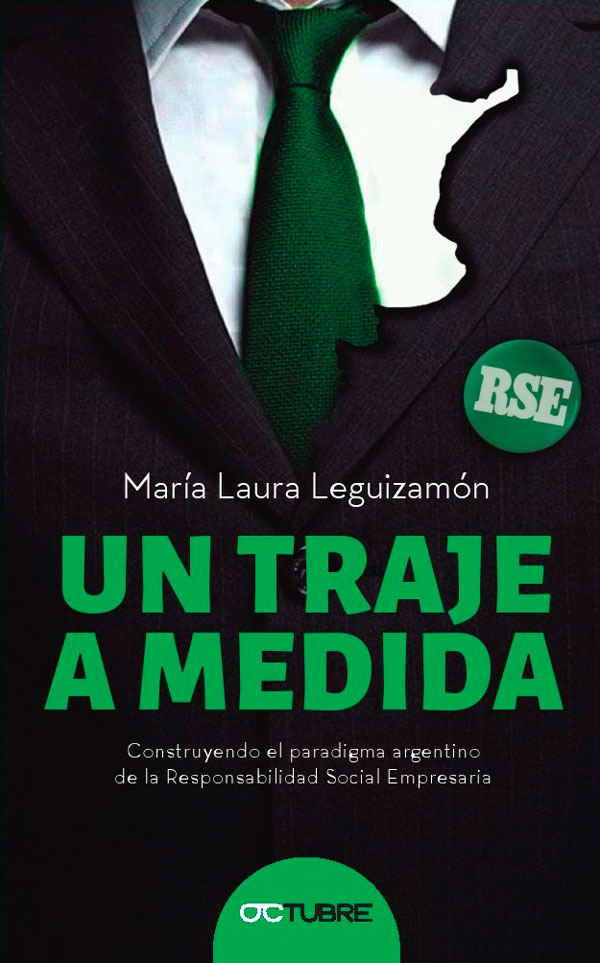 RSE
María Laura Leguizamón
UN TRAJE
A MEDIDA
Construyendo el paradigma argentino
de la Responsabilidad Social Empresaria
OCTUBRE